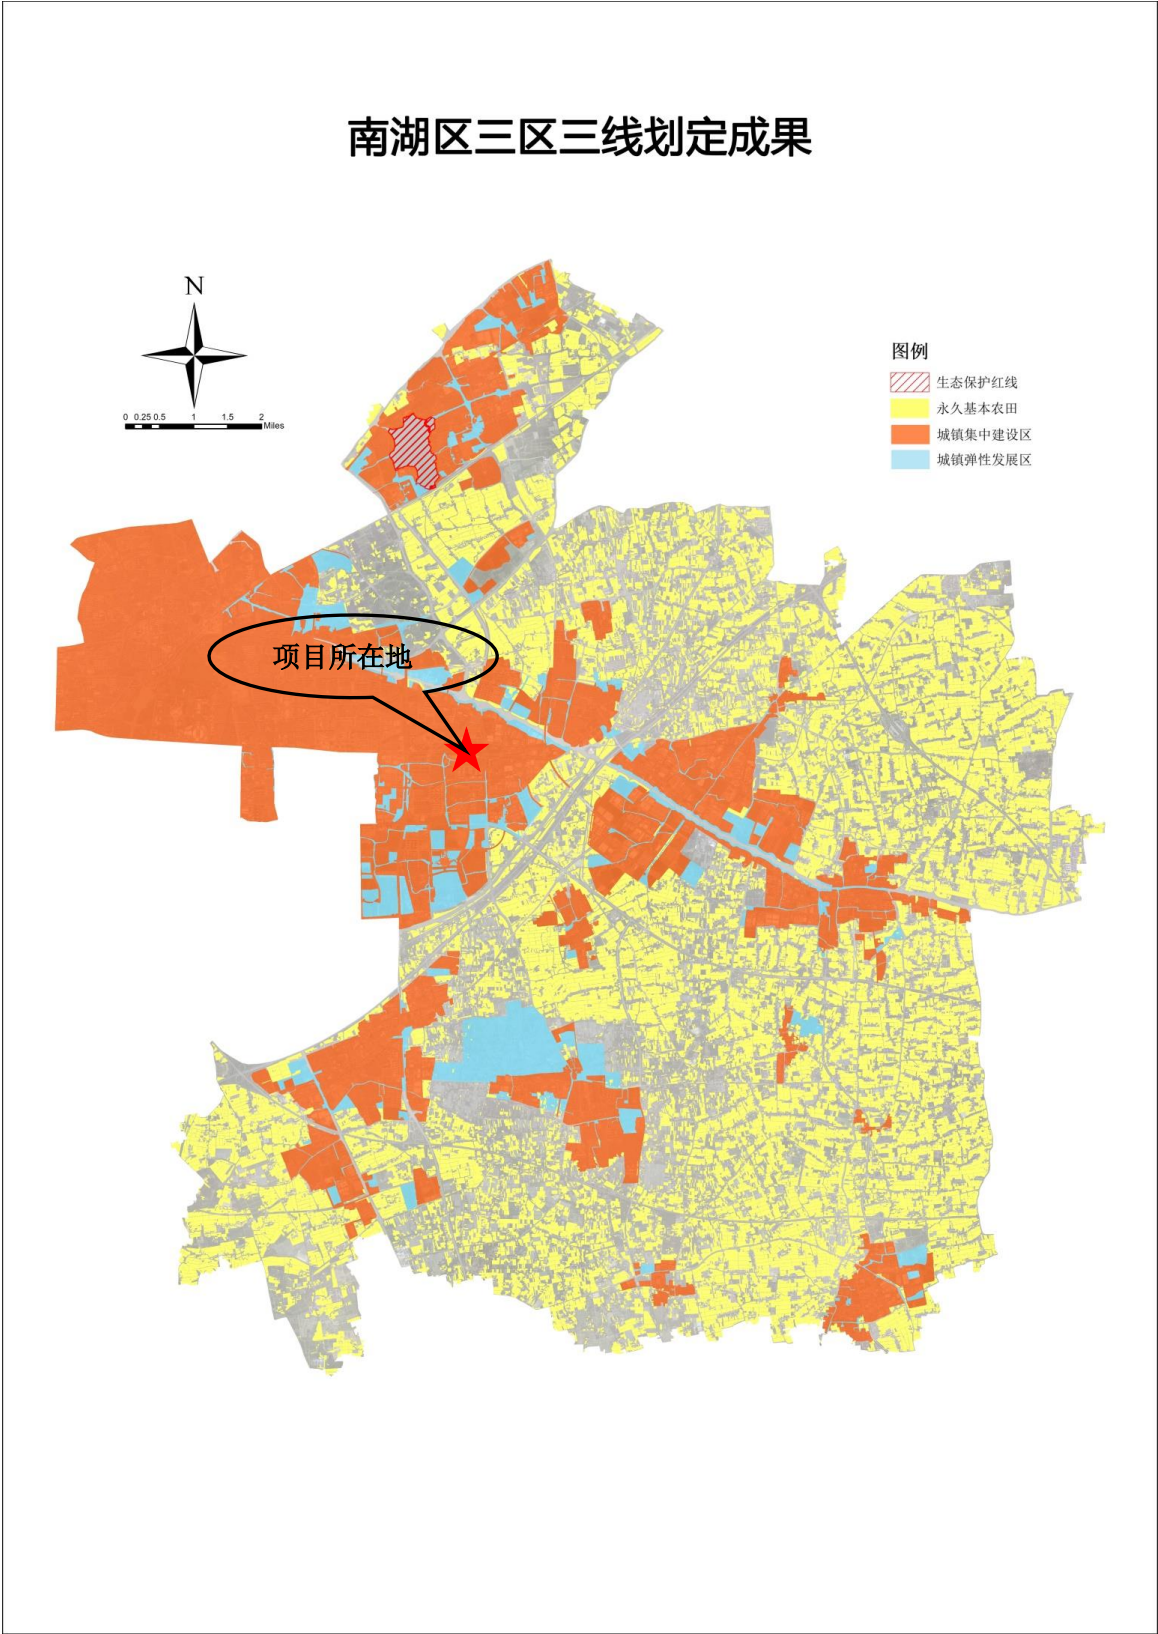 南湖区三区三线划定成果
N
0 0.25 0.5 1 1.5 2
Miles
图例
生态保护红线
永久基本农田
城镇集中建设区
城镇弹性发展区
项目所在地